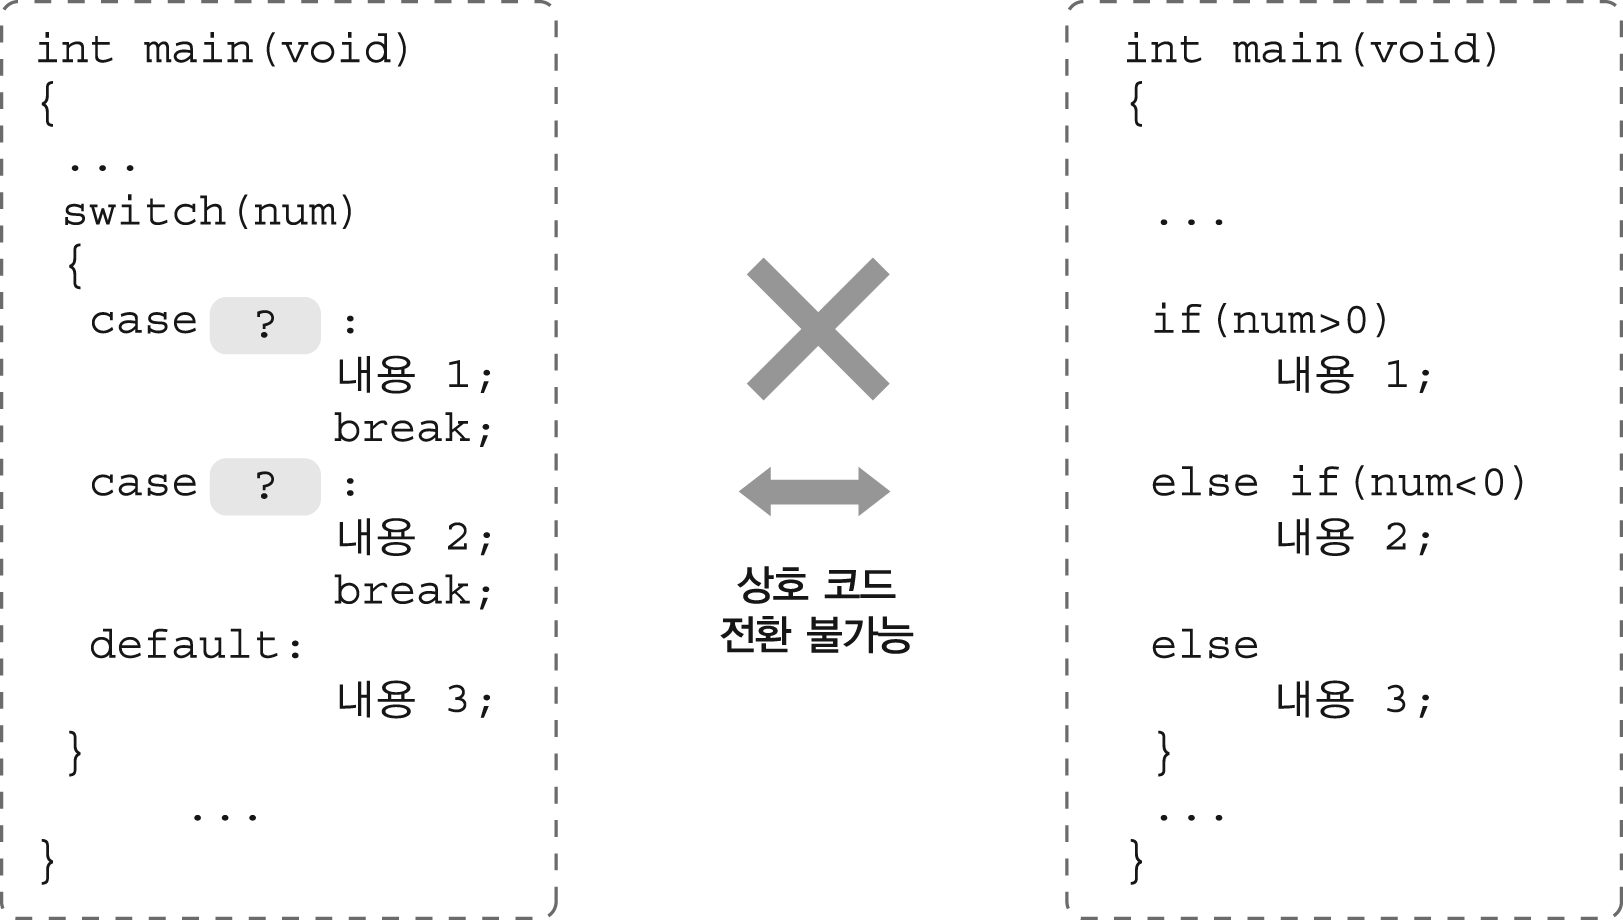 int main(void)
{
...
switch(num)
{
case ? :
내용 1;
break;
case ? :
내용 2;
break;
default:
내용 3;
}
...
}
상호 코드
전환 불가능
int main(void)
{
...
if(num>0)
내용 1;
else if(num<0)
내용 2;
else
내용 3;
}
...
}